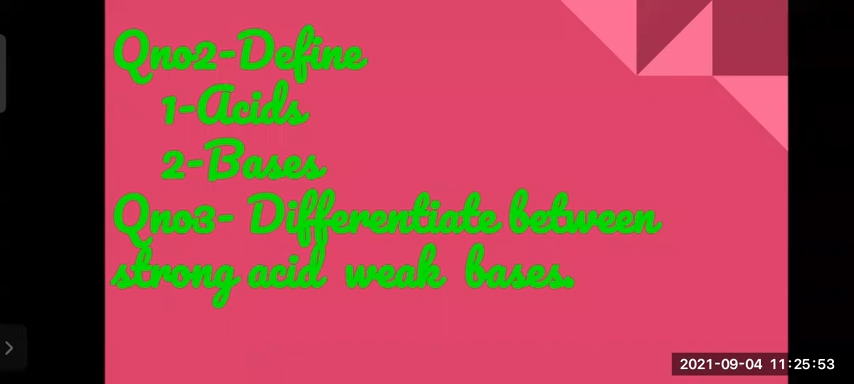 Qno2-Define
1-Acids
2-Bases
Qno3- Differentiate between
strong acid weak bases.
2021-09-04 11:25:53